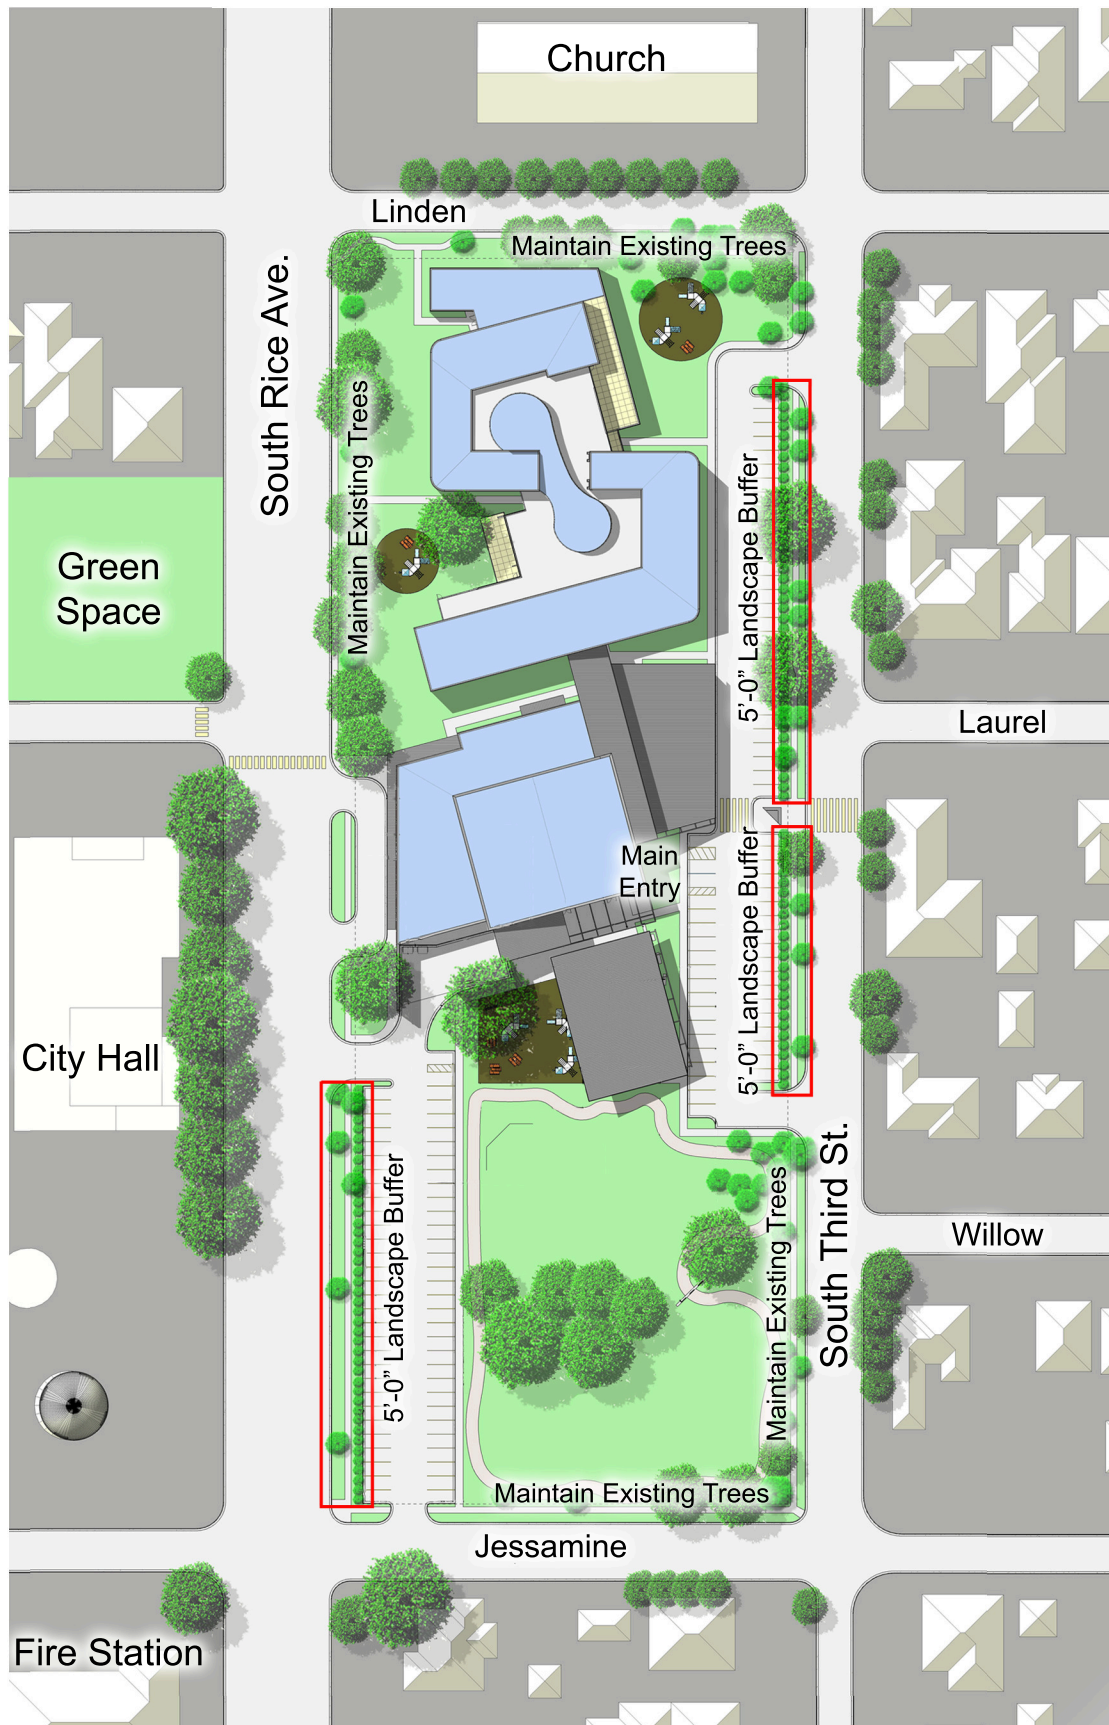 Church
Linden
Maintain Existing Trees
South Rice Ave.
Maintain Existing Trees
5'-0" Landscape Buffer
Green
Space
Laurel
Main
Entry
5'-0" Landscape Buffer
City Hall
5'-0" Landscape Buffer
Maintain Existing Trees
South Third St.
Willow
Maintain Existing Trees
Jessamine
Fire Station